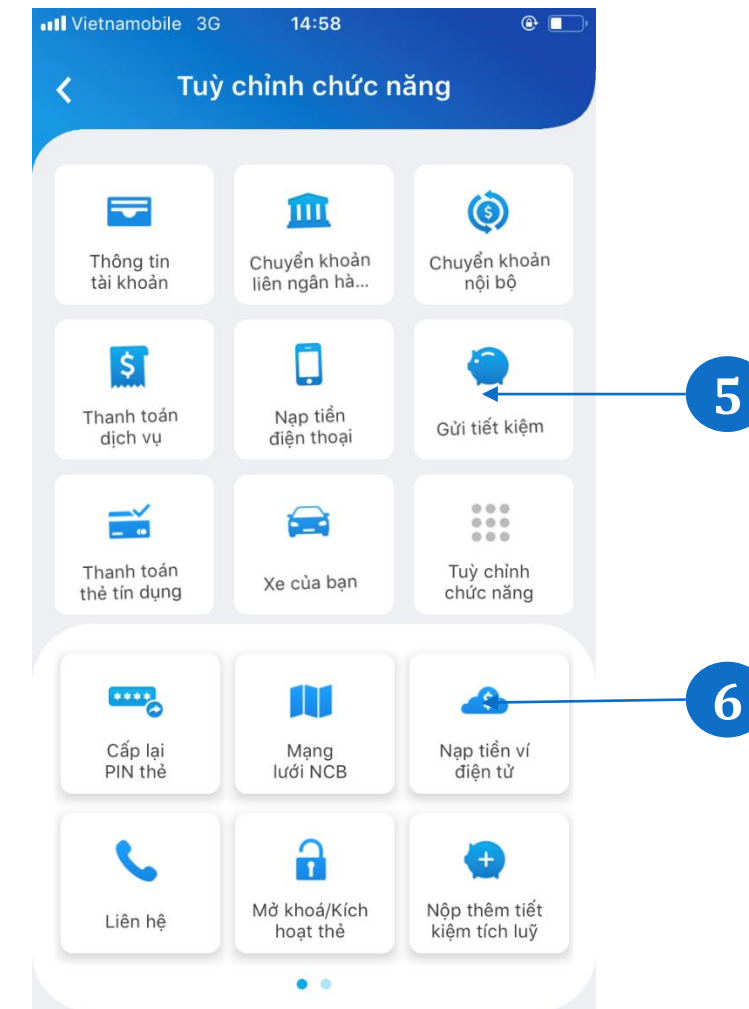 Vietnamobile 3G 14:58
Tuỳ chỉnh chức năng
Thông tin
tài khoản
Chuyển khoản
liên ngân hà...
Chuyển khoản
nội bộ
$
Thanh toán
dịch vụ
Nạp tiền
điện thoại
Gửi tiết kiệm
5
Thanh toán
thẻ tín dụng
Xe của bạn
Tuỳ chỉnh
chức năng
****
Cấp lại
PIN thẻ
Mạng
lưới NCB
Nạp tiền ví
điện tử
6
Liên hệ
Mở khoá/Kích
hoạt thẻ
Nộp thêm tiết
kiệm tích luỹ